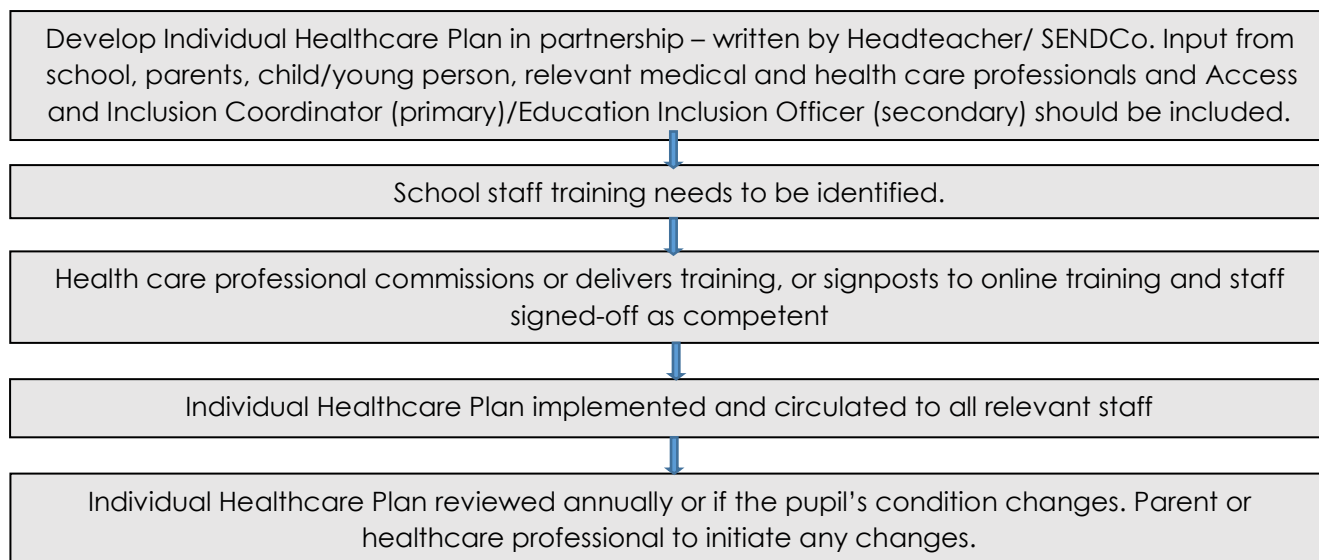 Develop Individual Healthcare Plan in partnership – written by Headteacher/ SENDCo. Input from
school, parents, child/young person, relevant medical and health care professionals and Access
and Inclusion Coordinator (primary)/Education Inclusion Officer (secondary) should be included.
School staff training needs to be identified.
Health care professional commissions or delivers training, or signposts to online training and staff
signed-off as competent
Individual Healthcare Plan implemented and circulated to all relevant staff
Individual Healthcare Plan reviewed annually or if the pupil’s condition changes. Parent or
healthcare professional to initiate any changes.